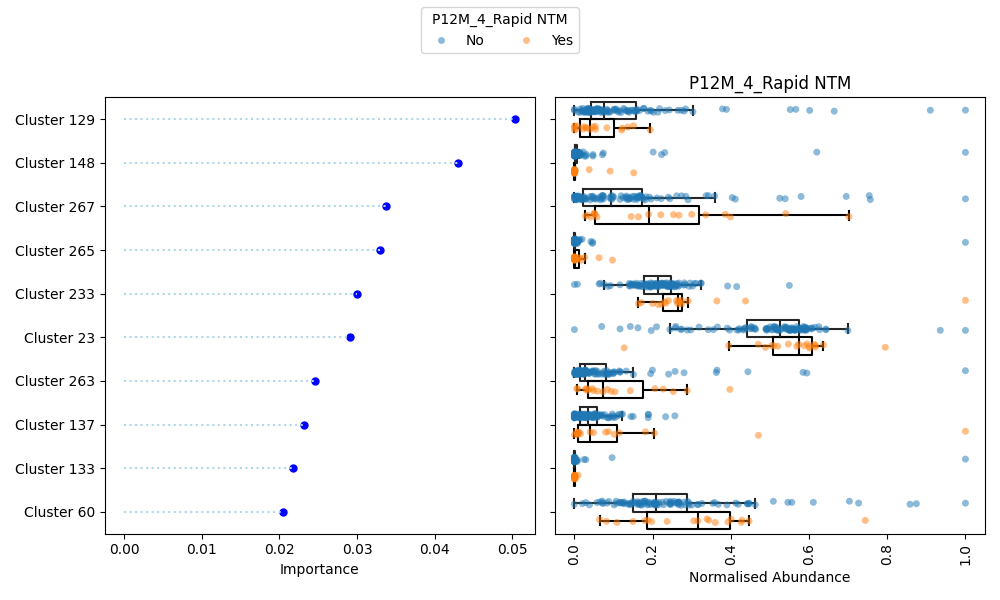 P12M_4_Rapid NTM
No Yes
P12M_4_Rapid NTM
Cluster 129
Cluster 148
Cluster 267
Cluster 265
Cluster 233
Cluster 23
Cluster 263
Cluster 137
Cluster 133
Cluster 60
0.00 0.01 0.02 0.03 0.04 0.05
Importance
0.0 0.2 0.4 0.6 0.8 1.0
Normalised Abundance